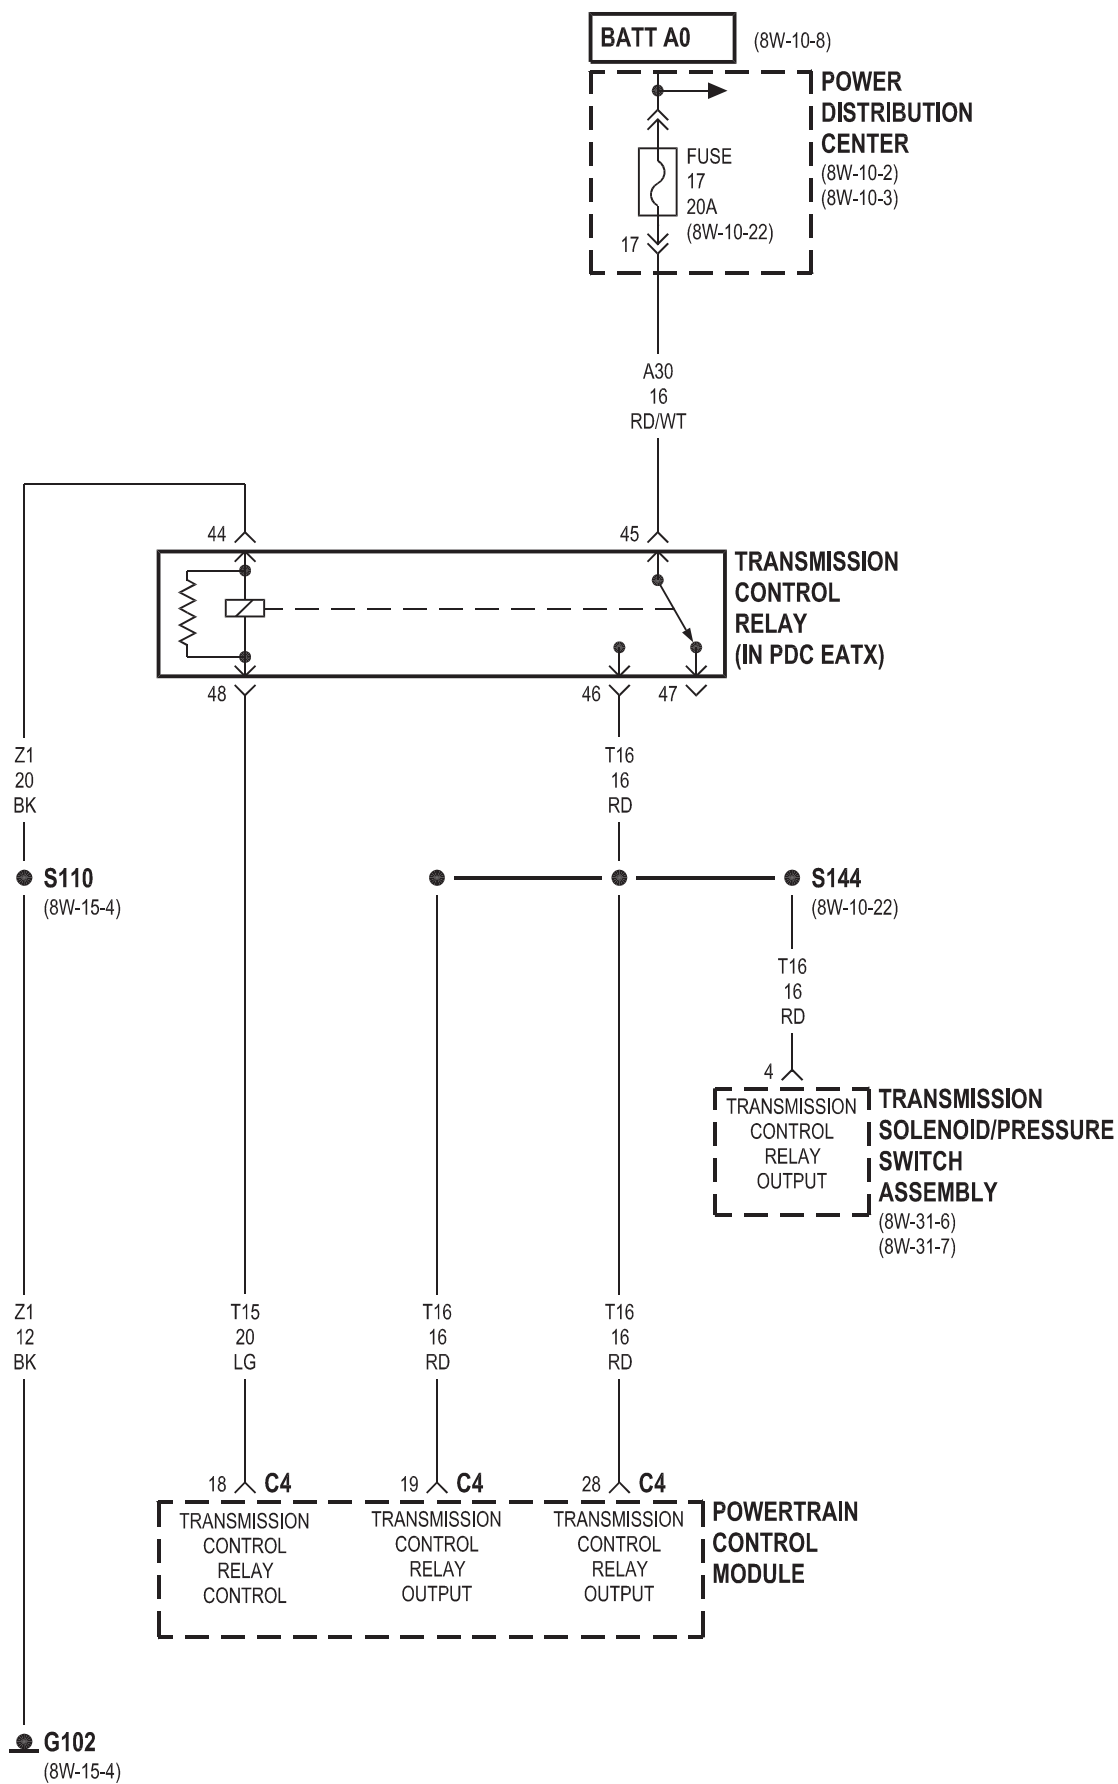 BATT A0
(8W-10-8)
POWER
DISTRIBUTION
CENTER
(8W-10-2)
(8W-10-3)
FUSE
17
20A
(8W-10-22)
17
A30
16
RD/WT
44
45
TRANSMISSION
CONTROL
RELAY
(IN PDC EATX)
48
46
47
Z1
20
BK
T16
16
RD
S110
(8W-15-4)
S144
(8W-10-22)
T16
16
RD
4
TRANSMISSION
CONTROL
RELAY
OUTPUT
TRANSMISSION
SOLENOID/PRESSURE
SWITCH
ASSEMBLY
(8W-31-6)
(8W-31-7)
Z1
12
BK
T15
20
LG
T16
16
RD
T16
16
RD
18 C4
19 C4
28 C4
TRANSMISSION
CONTROL
RELAY
CONTROL
TRANSMISSION
CONTROL
RELAY
OUTPUT
TRANSMISSION
CONTROL
RELAY
OUTPUT
POWERTRAIN
CONTROL
MODULE
G102
(8W-15-4)